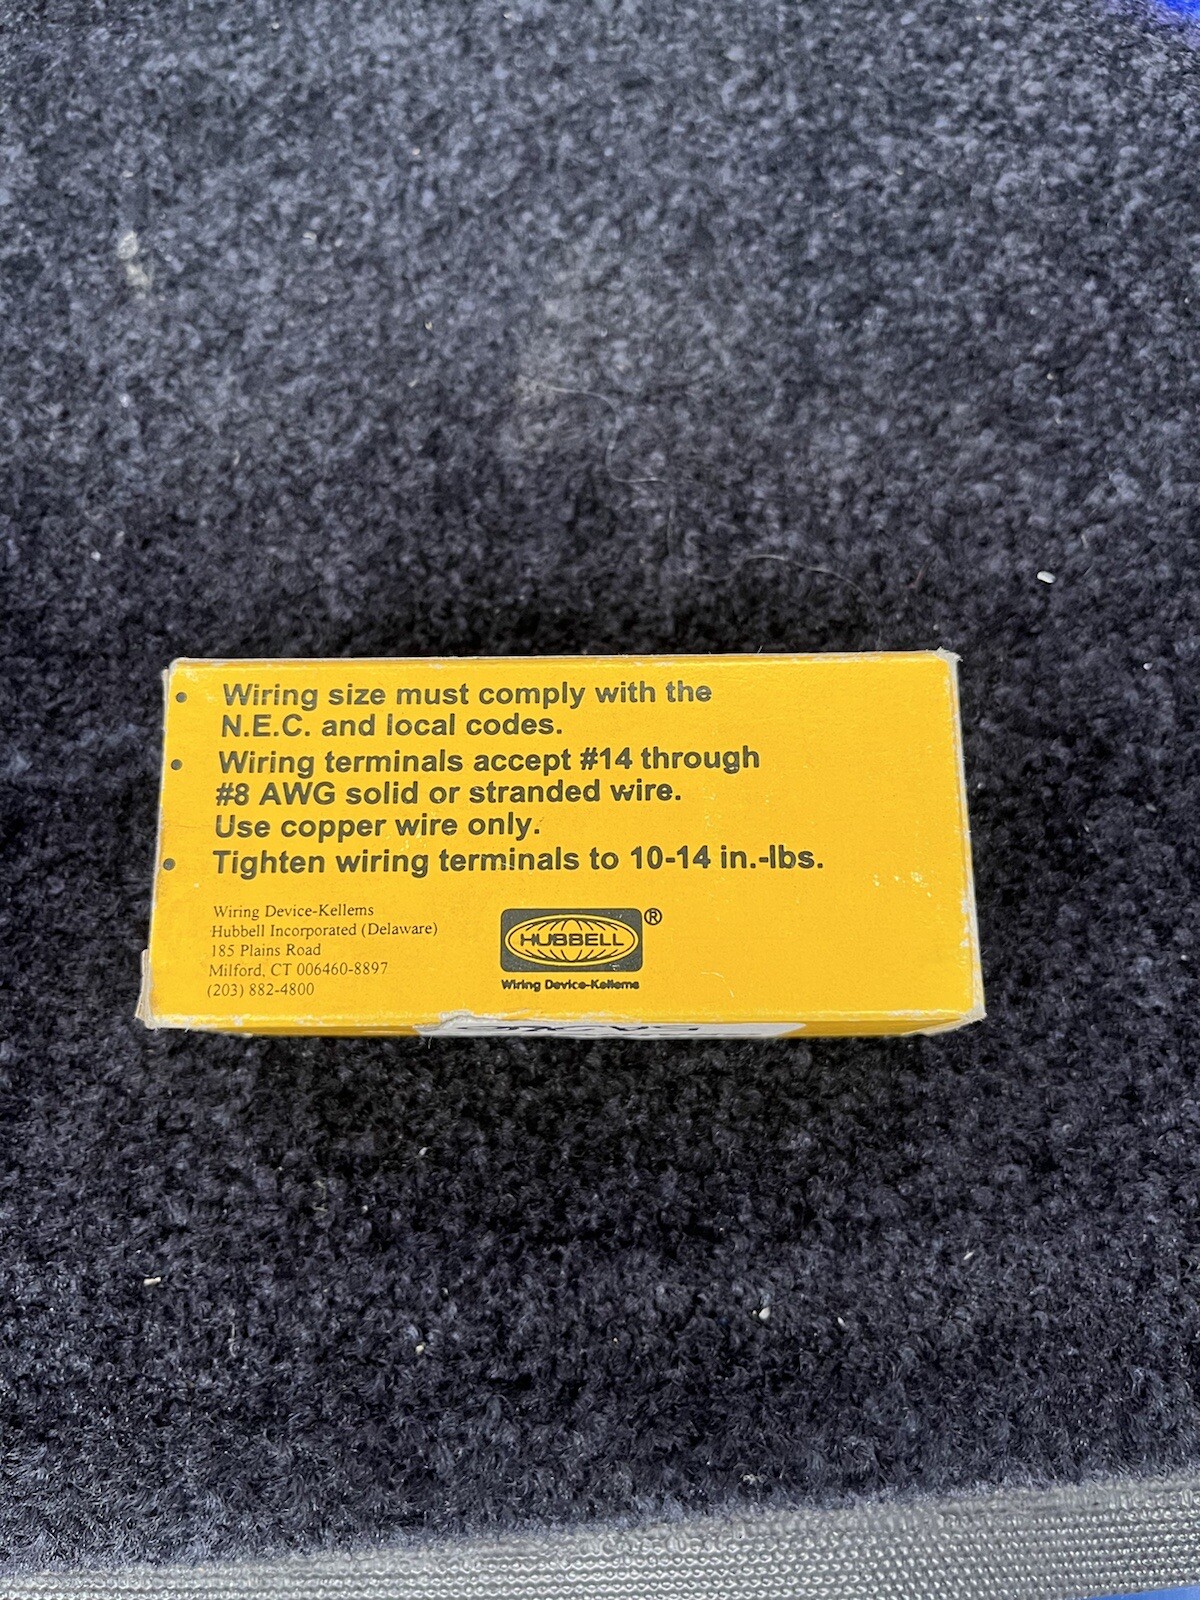 • Wiring size must comply with the
N.E.C. and local codes.
• Wiring terminals accept #14 through
#8 AWG solid or stranded wire.
Use copper wire only.
• Tighten wiring terminals to 10-14 in.-lbs.
Wiring Device-Kellems
Hubbell Incorporated (Delaware)
185 Plains Road
Milford, CT 006460-8897
(203) 882-4800
HUBBELL®
Wiring Device-Kellems